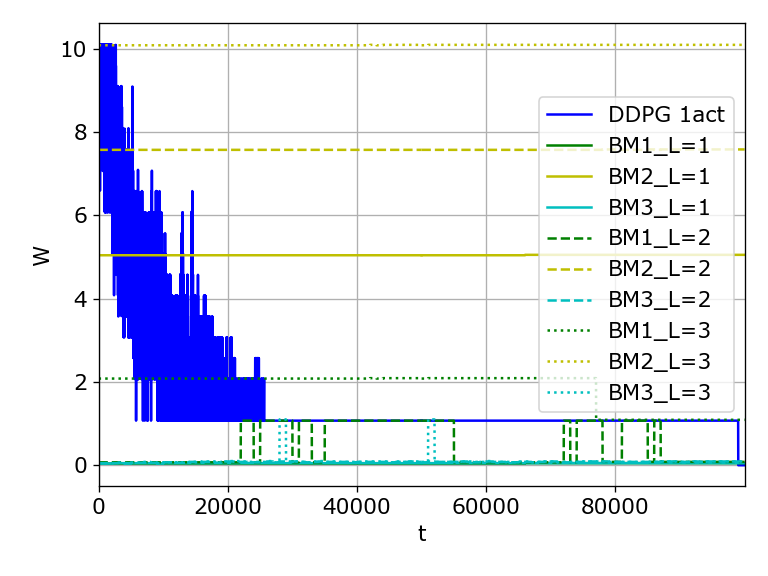 W
10
8
6
4
2
0
0
20000
40000
60000
80000
t
DDPG 1act
BM1_L=1
BM2_L=1
BM3_L=1
BM1_L=2
BM2_L=2
BM3_L=2
BM1_L=3
BM2_L=3
BM3_L=3